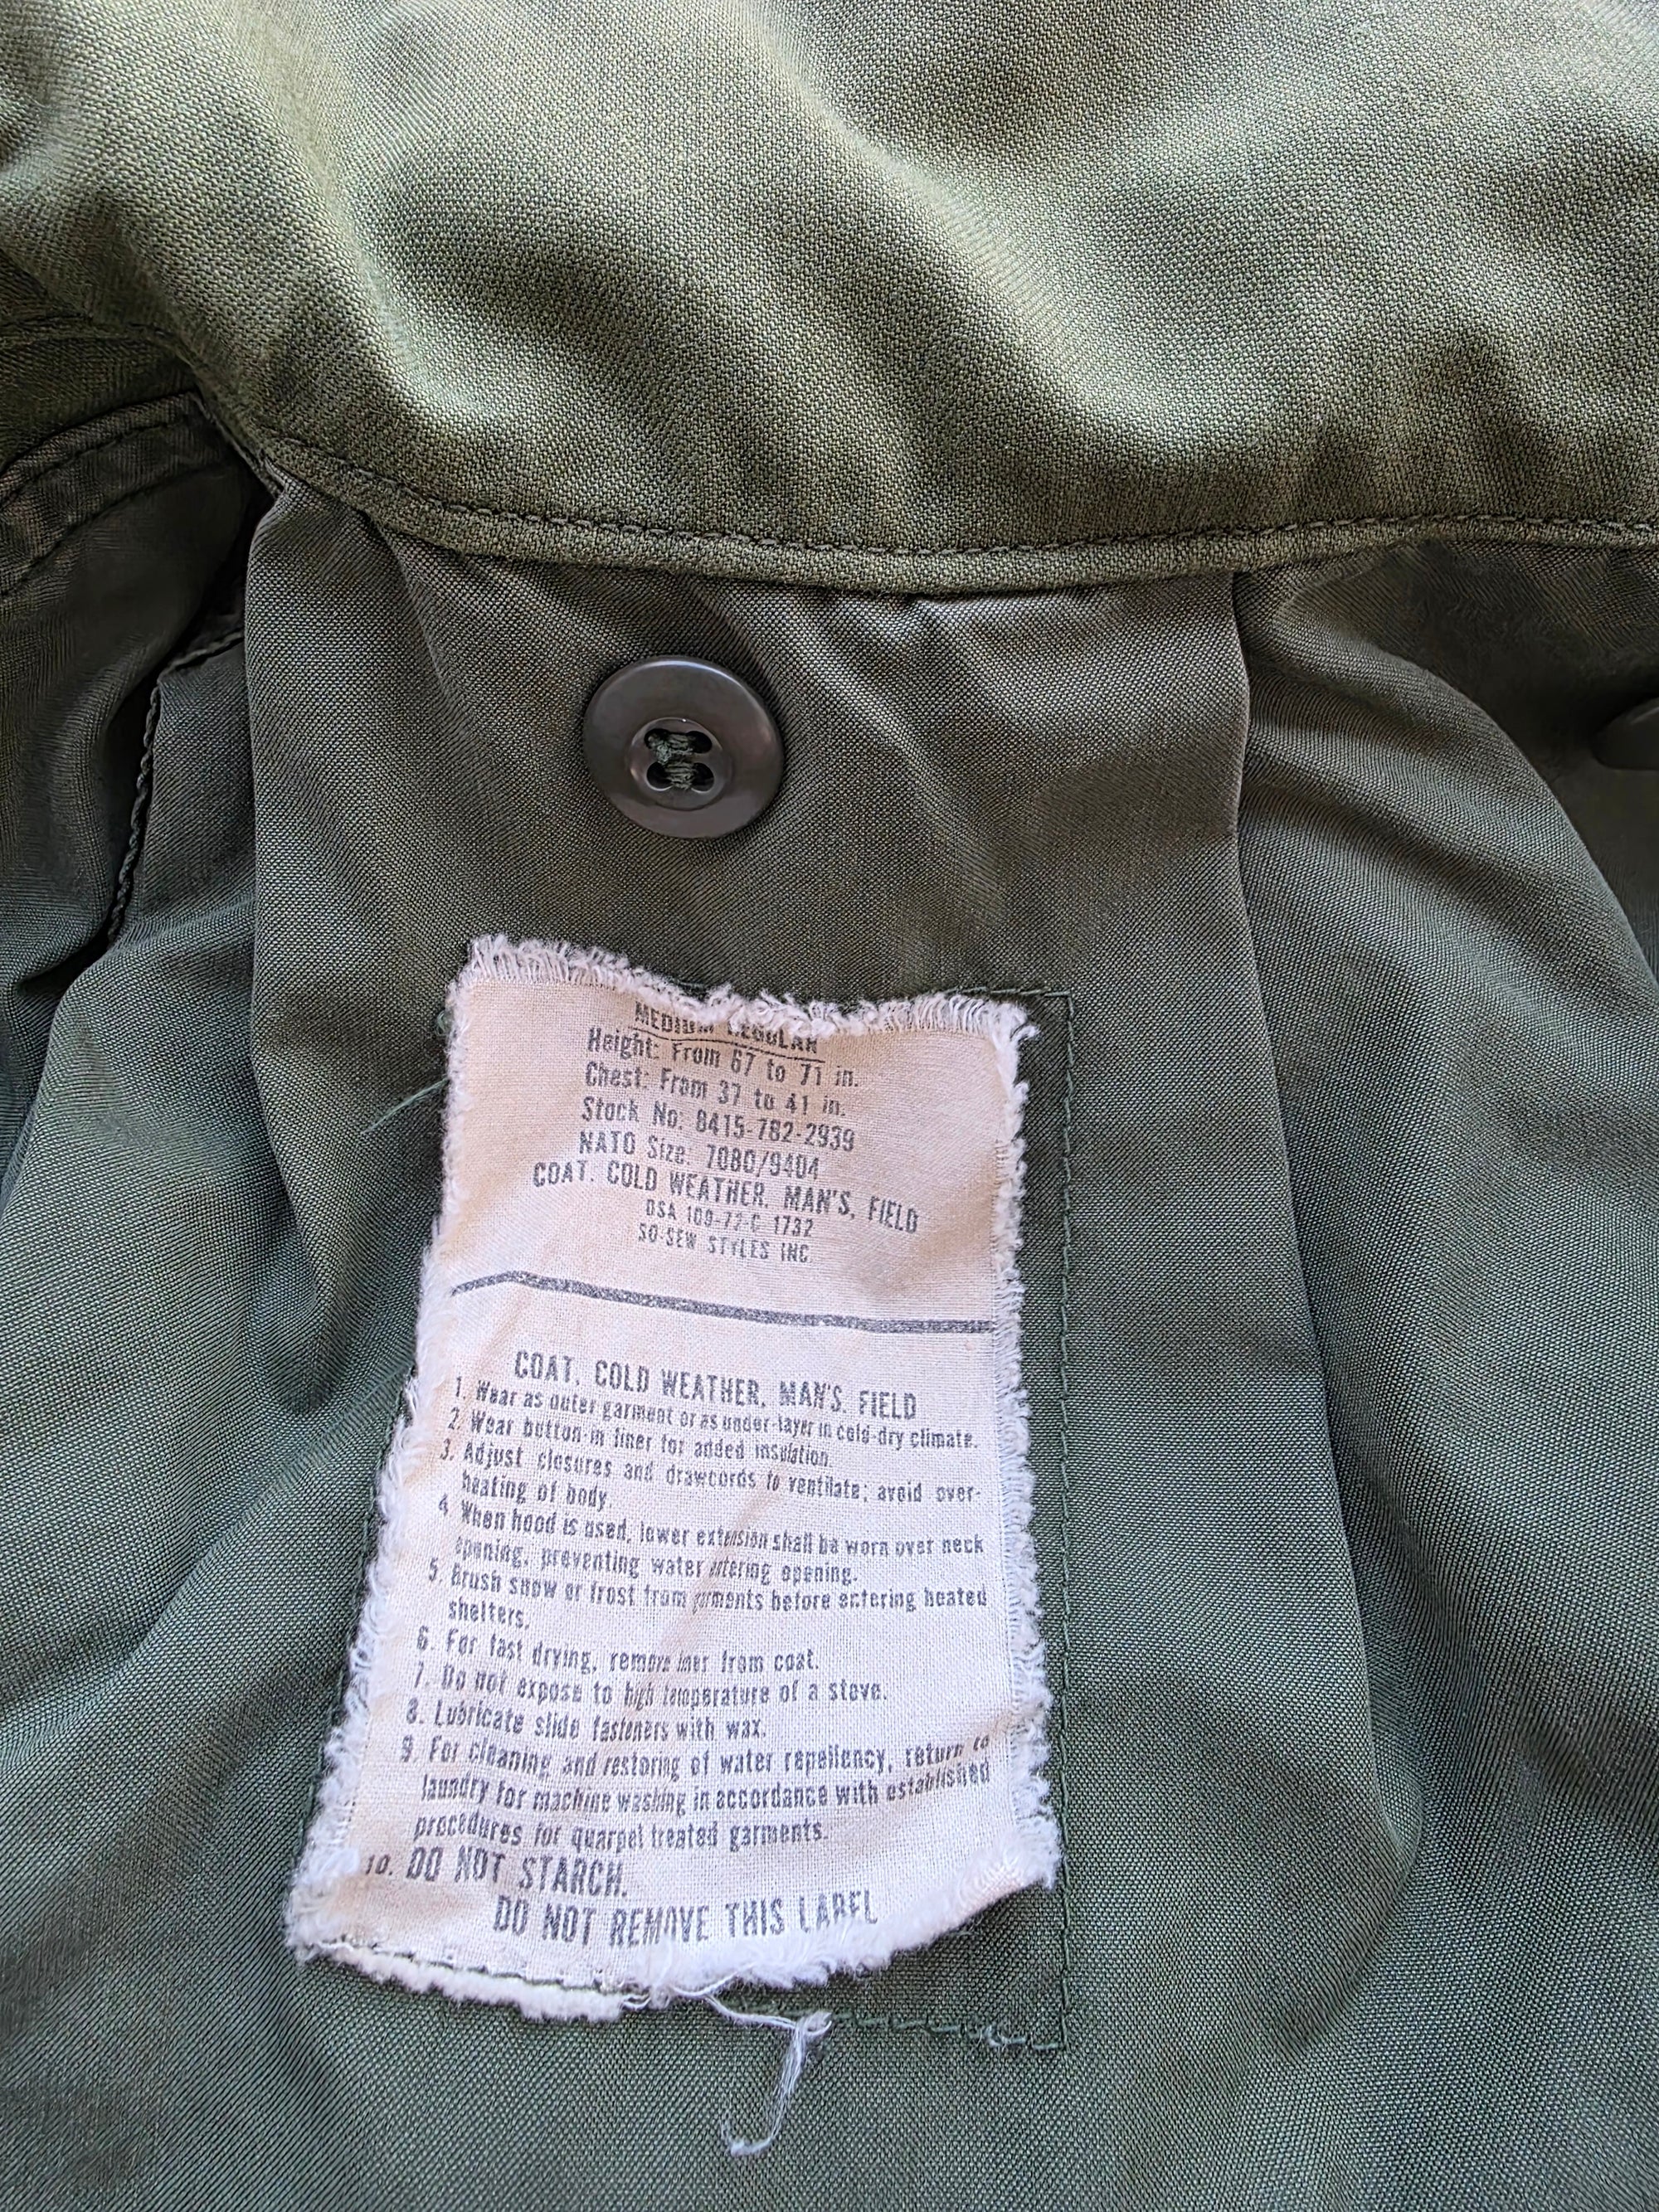 MEDIUM REGULAR
Height: From 67 to 71 in.
Chest: From 37 to 41 in.
Stock No: 8415-782-2939
NATO Size: 7080/9404
COAT. COLD WEATHER. MAN'S, FIELD
DSA 100-72-C 1732
SO-SEW STYLES INC.
COAT. COLD WEATHER. MAN'S. FIELD
1. Wear as outer garment or as under-layer in cold-dry climate.
2. Wear button-in liner for added insulation.
3. Adjust closures and drawcords to ventilate; avoid over-
heating of body.
4. When hood is used, lower extension shall be worn over neck
opening, preventing water entering opening.
5. Brush snow or frost from garments before entering heated
shelters.
6. For fast drying, remove liner from coat.
7. Do not expose to high temperature of a stove.
8. Lubricate slide fasteners with wax.
9. For cleaning and restoring of water repellency, return to
laundry for machine washing in accordance with established
procedures for quarpel treated garments.
10. DO NOT STARCH.
DO NOT REMOVE THIS LABEL